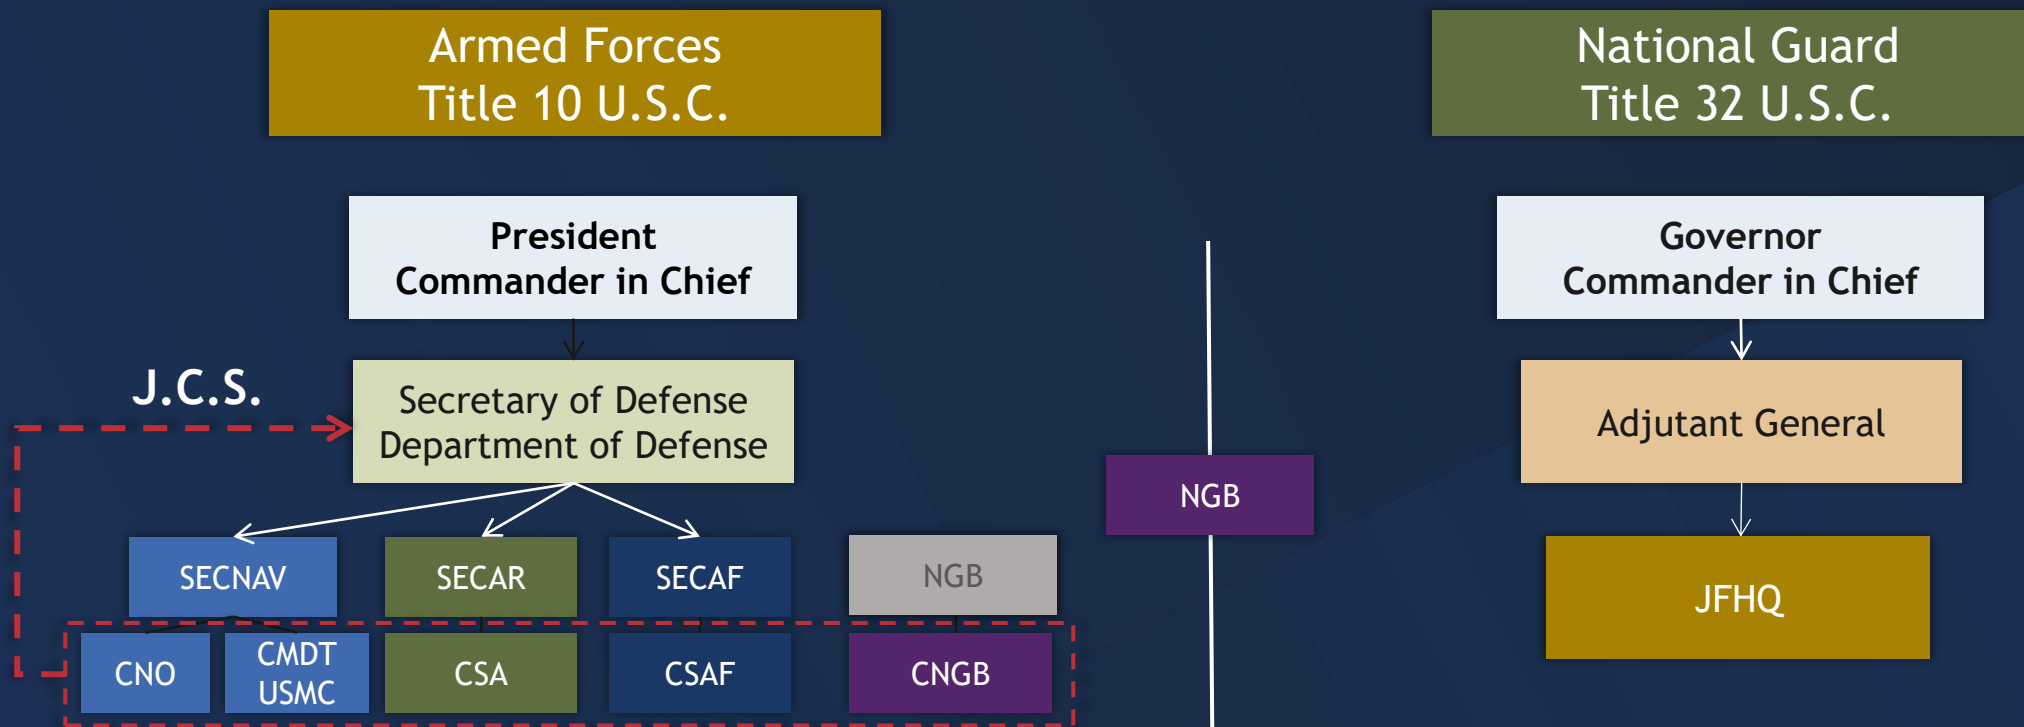 Armed Forces
Title 10 U.S.C.
National Guard
Title 32 U.S.C.
President
Commander in Chief
Governor
Commander in Chief
J.C.S.
Secretary of Defense
Department of Defense
Adjutant General
NGB
SECNAV
SECAR
SECAF
NGB
JFHQ
CNO
CMDT
USMC
CSA
CSAF
CNGB